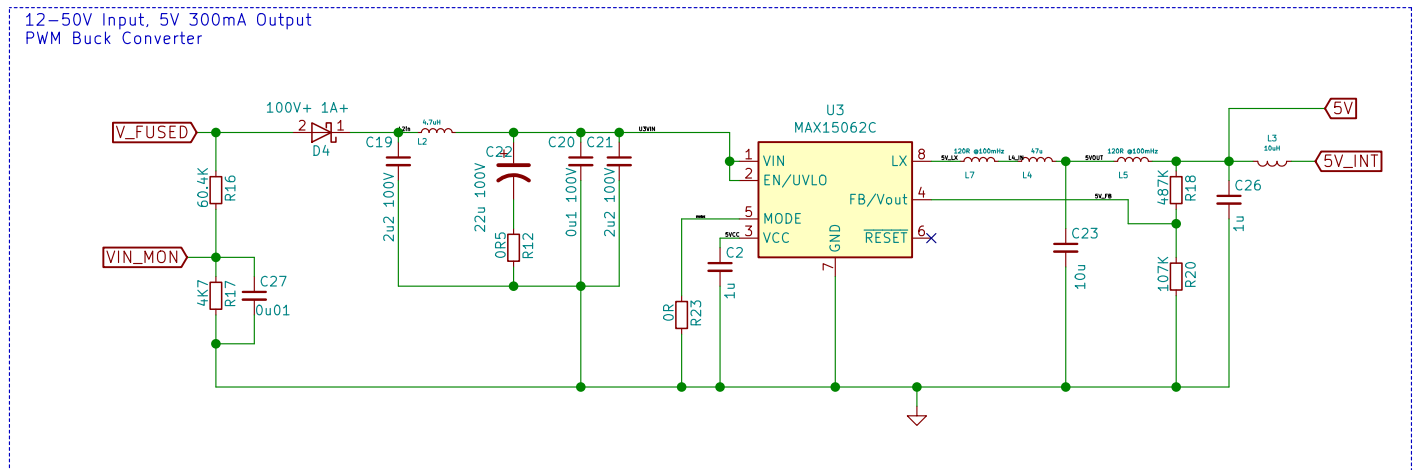 12-50V Input, 5V 300mA Output
PWM Buck Converter
100V+ 1A+
V_FUSED
2
1
D4
C19
L2in
4.7uH
L2
C22
+
C20
C21
U3VIN
U3
MAX15062C
5V
L3
10uH
5V_INT
60.4K
R16
2u2 100V
22u 100V
0u1 100V
2u2 100V
0R5
R12
1
VIN
2
EN/UVLO
5
MODE
3
VCC
LX
8
FB/Vout
4
RESET
6
GND
7
5V_LX
120R @100mHz
L7
L4_IN
47u
L4
5VOUT
120R @100mHz
L5
487K
R18
C26
1u
5V_FB
5VCC
C2
1u
C23
10u
107K
R20
VIN_MON
4K7
R17
C27
0u01
0R
R23